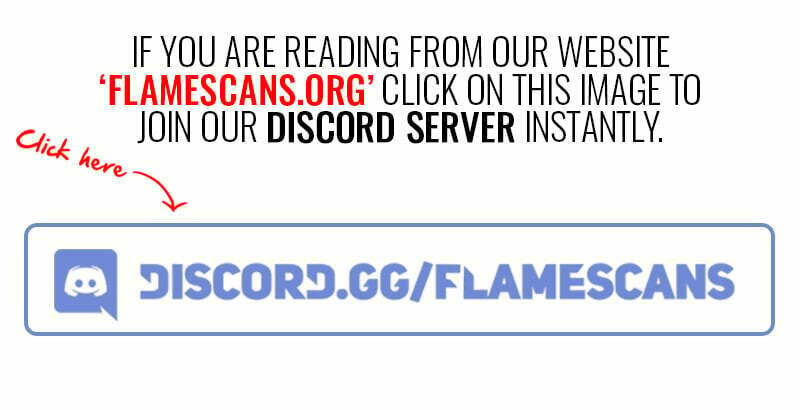 IF YOU ARE READING FROM OUR WEBSITE
‘FLAMESCANS.ORG’ CLICK ON THIS IMAGE TO
JOIN OUR DISCORD SERVER INSTANTLY.
Click here
DISCORD.GG/FLAMESCANS